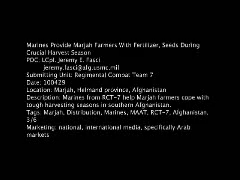 Marines Provide Marjah Farmers With Fertilizer, Seeds During
Crucial Harvest Season
POC: LCpl. Jeremy E. Fasci
jeremy.fasci@afg.usmc.mil
Submitting Unit: Regimental Combat Team 7
Date: 100429
Location: Marjah, Helmand province, Afghanistan
Description: Marines from RCT-7 help Marjah farmers cope with
tough harvesting seasons in southern Afghanistan.
Tags: Marjah, Distribution, Marines, MAAT, RCT-7, Afghanistan,
3/6
Marketing: national, international media, specifically Arab
markets